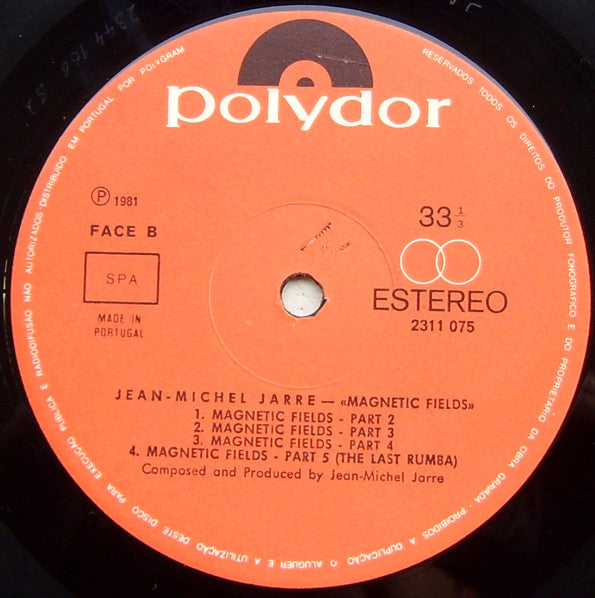 polydor
℗ 1981
FACE B
SPA
MADE IN
PORTUGAL
33 1/3
ESTEREO
2311 075
JEAN-MICHEL JARRE — «MAGNETIC FIELDS»
1. MAGNETIC FIELDS - PART 2
2. MAGNETIC FIELDS - PART 3
3. MAGNETIC FIELDS - PART 4
4. MAGNETIC FIELDS - PART 5 (THE LAST RUMBA)
Composed and Produced by Jean-Michel Jarre
RESERVADOS TODOS OS DIREITOS DO PRODUTOR FONOGRÁFICO E DO PROPRIETÁRIO DA OBRA GRAVADA - PROIBIDOS A DUPLICAÇÃO O ALUGUER E A UTILIZAÇÃO DESTE DISCO PARA EXECUÇÃO PÚBLICA E RADIODIFUSÃO NÃO AUTORIZADOS - DISTRIBUIDO EM PORTUGAL POR POLYGRAM